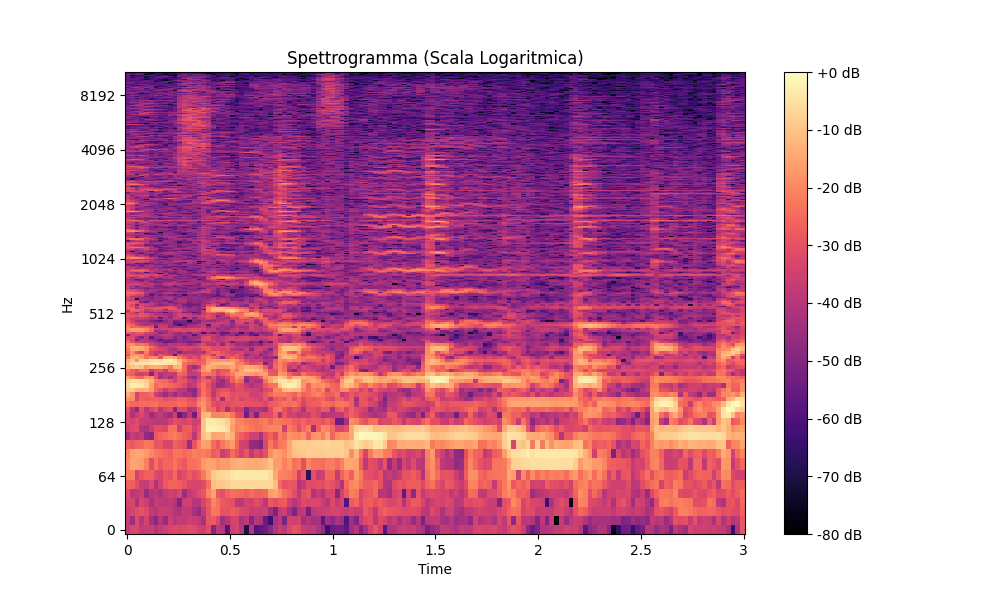 Spettrogramma (Scala Logaritmica)
Hz
8192
4096
2048
1024
512
256
128
64
0
0
0.5
1
1.5
2
2.5
3
Time
+0 dB
-10 dB
-20 dB
-30 dB
-40 dB
-50 dB
-60 dB
-70 dB
-80 dB